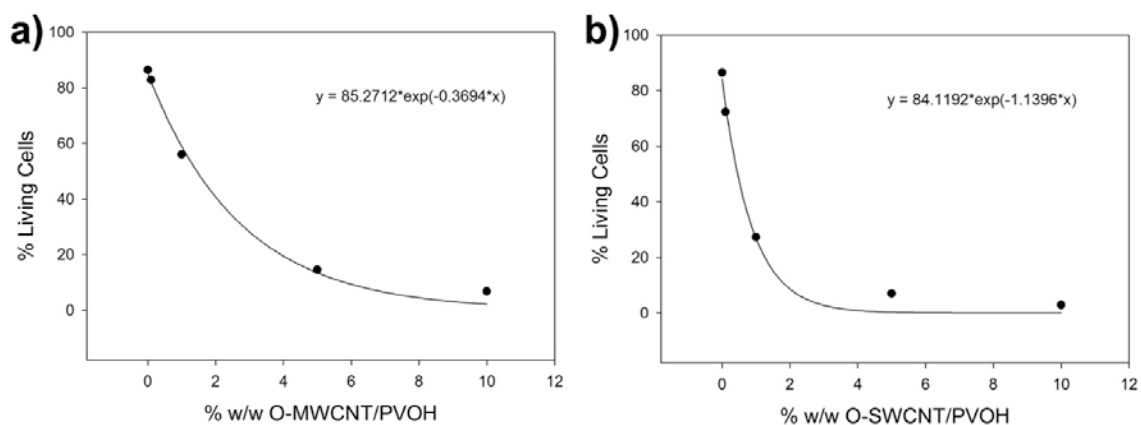 a)
100
80
60
40
20
0
% Living Cells
y = 85.2712*exp(-0.3694*x)
0 2 4 6 8 10 12
% w/w O-MWCNT/PVOH
b)
100
80
60
40
20
0
% Living Cells
y = 84.1192*exp(-1.1396*x)
0 2 4 6 8 10 12
% w/w O-SWCNT/PVOH